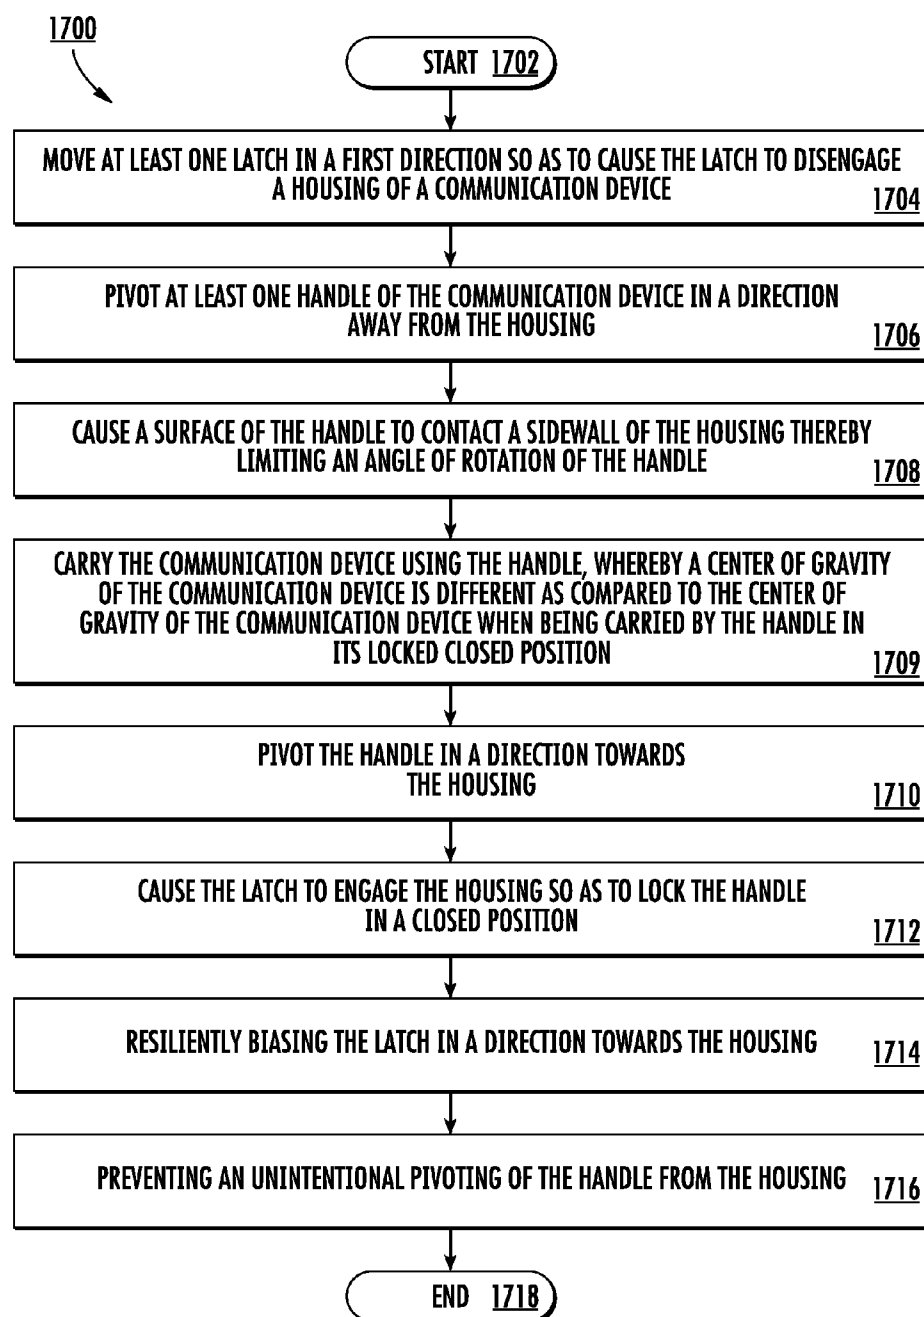 1700
START 1702
MOVE AT LEAST ONE LATCH IN A FIRST DIRECTION SO AS TO CAUSE THE LATCH TO DISENGAGE
A HOUSING OF A COMMUNICATION DEVICE
1704
PIVOT AT LEAST ONE HANDLE OF THE COMMUNICATION DEVICE IN A DIRECTION
AWAY FROM THE HOUSING
1706
CAUSE A SURFACE OF THE HANDLE TO CONTACT A SIDEWALL OF THE HOUSING THEREBY
LIMITING AN ANGLE OF ROTATION OF THE HANDLE
1708
CARRY THE COMMUNICATION DEVICE USING THE HANDLE, WHEREBY A CENTER OF GRAVITY
OF THE COMMUNICATION DEVICE IS DIFFERENT AS COMPARED TO THE CENTER OF
GRAVITY OF THE COMMUNICATION DEVICE WHEN BEING CARRIED BY THE HANDLE IN
ITS LOCKED CLOSED POSITION
1709
PIVOT THE HANDLE IN A DIRECTION TOWARDS
THE HOUSING
1710
CAUSE THE LATCH TO ENGAGE THE HOUSING SO AS TO LOCK THE HANDLE
IN A CLOSED POSITION
1712
RESILIENTLY BIASING THE LATCH IN A DIRECTION TOWARDS THE HOUSING
1714
PREVENTING AN UNINTENTIONAL PIVOTING OF THE HANDLE FROM THE HOUSING
1716
END 1718